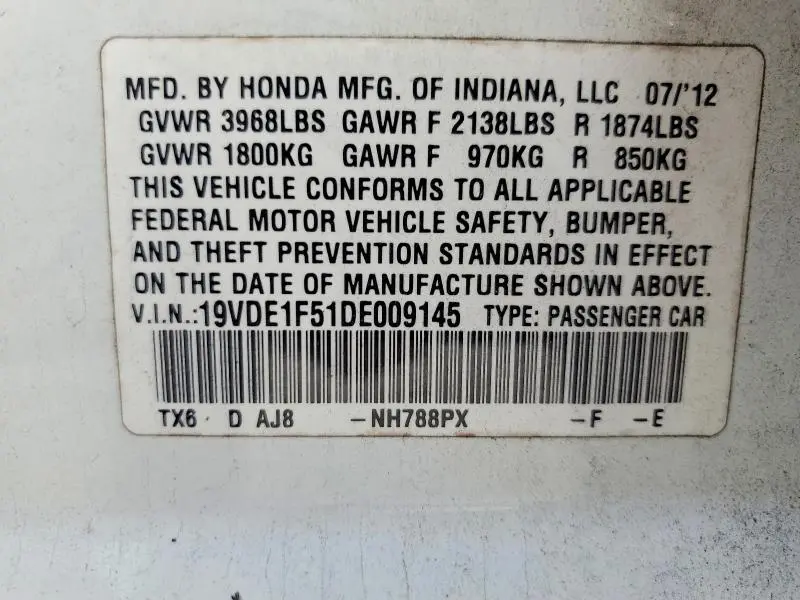 MFD. BY HONDA MFG. OF INDIANA, LLC 07/'12
GVWR 3968LBS GAWR F 2138LBS R 1874LBS
GVWR 1800KG GAWR F 970KG R 850KG
THIS VEHICLE CONFORMS TO ALL APPLICABLE
FEDERAL MOTOR VEHICLE SAFETY, BUMPER,
AND THEFT PREVENTION STANDARDS IN EFFECT
ON THE DATE OF MANUFACTURE SHOWN ABOVE.
V.I.N.:19VDE1F51DE009145 TYPE: PASSENGER CAR
TX6 D AJ8 -NH788PX -F -E